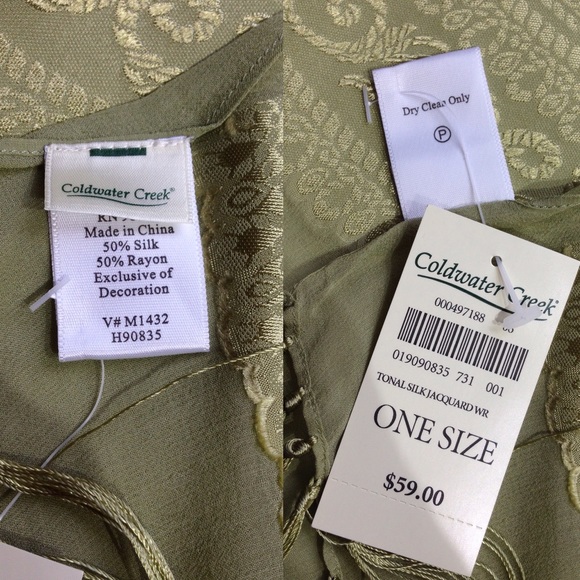 Coldwater Creek®
RN
Made in China
50% Silk
50% Rayon
Exclusive of
Decoration
V# M1432
H90835
Dry Clean Only
P
Coldwater Creek®
000497188
019090835 731 001
TONAL SILK JACQUARD WR
ONE SIZE
$59.00